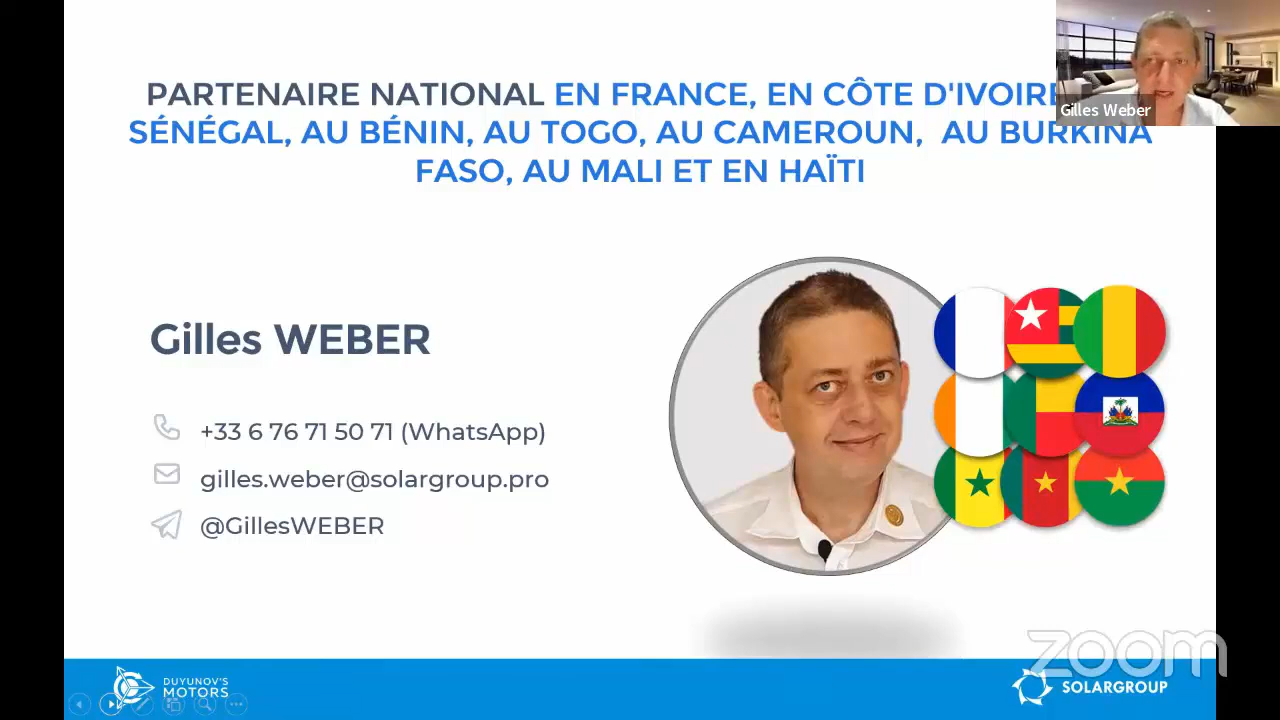 PARTENAIRE NATIONAL EN FRANCE, EN CÔTE D'IVOIRE
SÉNÉGAL, AU BÉNIN, AU TOGO, AU CAMEROUN, AU BURKINA
FASO, AU MALI ET EN HAÏTI
Gilles Weber
Gilles WEBER
+33 6 76 71 50 71 (WhatsApp)
gilles.weber@solargroup.pro
@GillesWEBER
zoom
DUYUNOV'S
MOTORS
SOLARGROUP